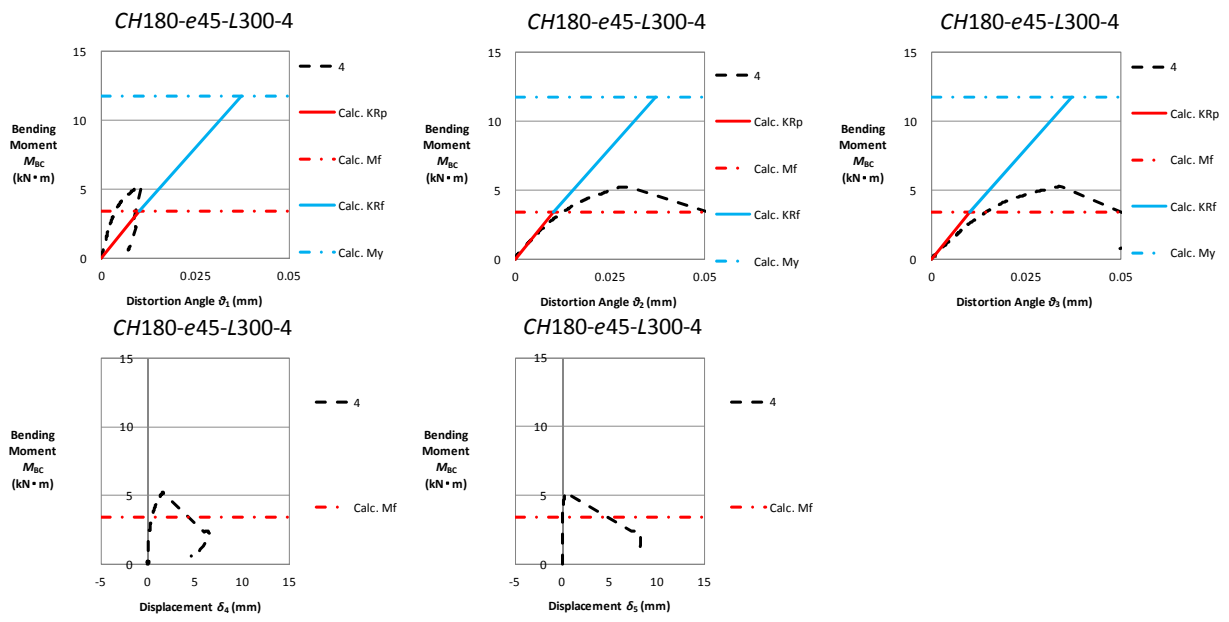 CH180-e45-L300-4
15
10
5
0
0
0.025
0.05
Bending
Moment
MBC
(kN・m)
Distortion Angle ϑ1 (mm)
4
Calc. KRp
Calc. Mf
Calc. KRf
Calc. My
CH180-e45-L300-4
15
10
5
0
0
0.025
0.05
Bending
Moment
MBC
(kN・m)
Distortion Angle ϑ2 (mm)
4
Calc. KRp
Calc. Mf
Calc. KRf
Calc. My
CH180-e45-L300-4
15
10
5
0
0
0.025
0.05
Bending
Moment
MBC
(kN・m)
Distortion Angle ϑ3 (mm)
4
Calc. KRp
Calc. Mf
Calc. KRf
Calc. My
CH180-e45-L300-4
15
10
5
0
-5
0
5
10
15
Bending
Moment
MBC
(kN・m)
Displacement δ4 (mm)
4
Calc. Mf
CH180-e45-L300-4
15
10
5
0
-5
0
5
10
15
Bending
Moment
MBC
(kN・m)
Displacement δ5 (mm)
4
Calc. Mf